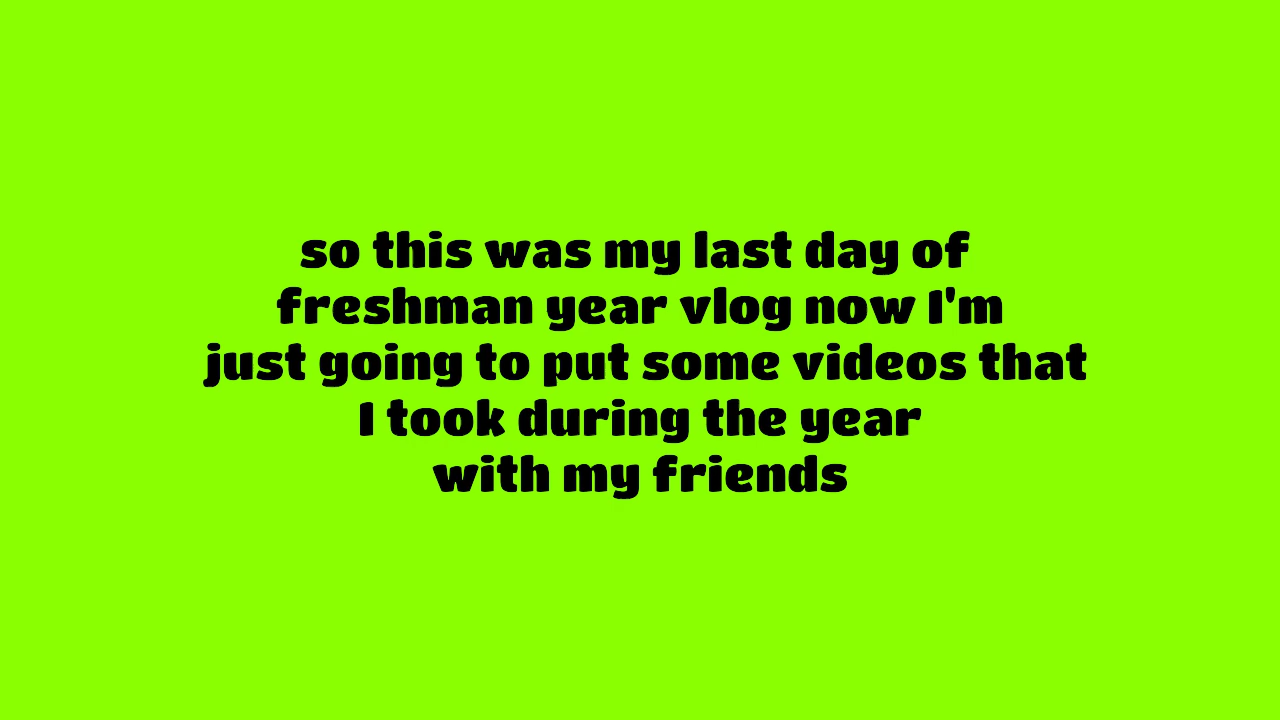 so this was my last day of
freshman year vlog now I'm
just going to put some videos that
I took during the year
with my friends